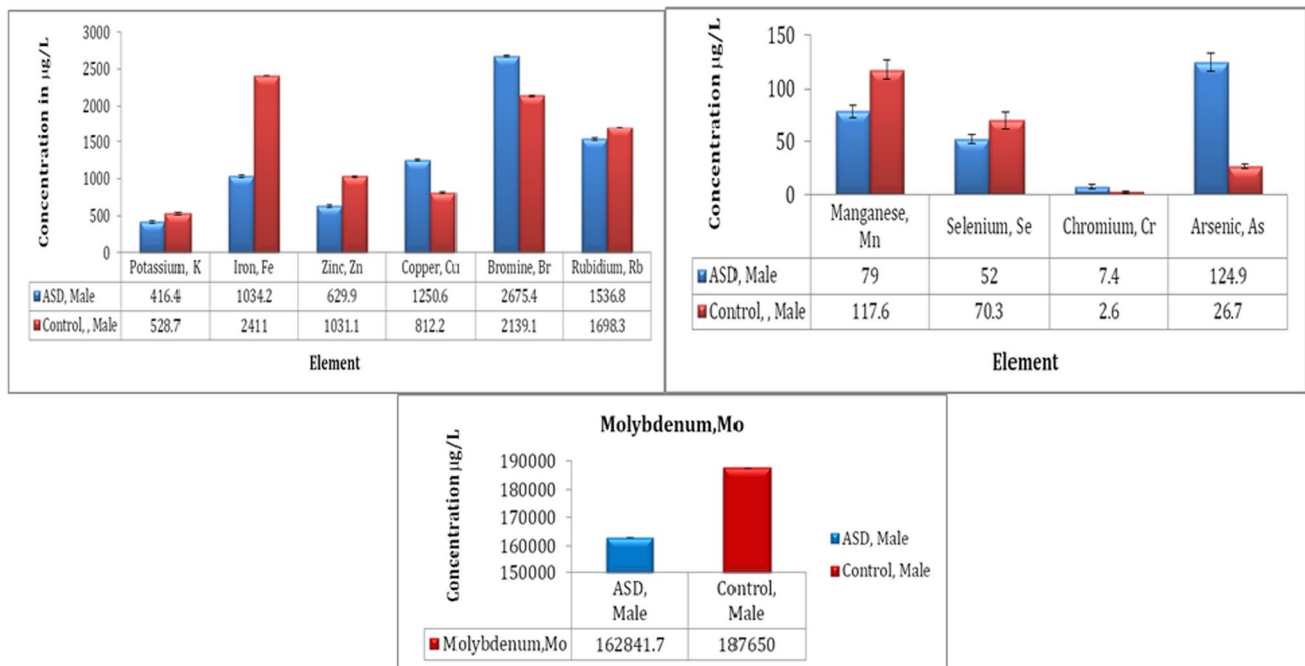 Concentration in µg/L
3000
2500
2000
1500
1000
500
0
Potassium, K Iron, Fe Zinc, Zn Copper, Cu Bromine, Br Rubidium, Rb
ASD, Male 416.4 1034.2 629.9 1250.6 2675.4 1536.8
Control, , Male 528.7 2411 1031.1 812.2 2139.1 1698.3
Element
Concentration µg/L
150
100
50
0
Manganese, Mn Selenium, Se Chromium, Cr Arsenic, As
ASD, Male 79 52 7.4 124.9
Control, , Male 117.6 70.3 2.6 26.7
Element
Molybdenum,Mo
Concentration µg/L
190000
180000
170000
160000
150000
ASD, Male Control, Male
Molybdenum,Mo 162841.7 187650
ASD, Male
Control, Male